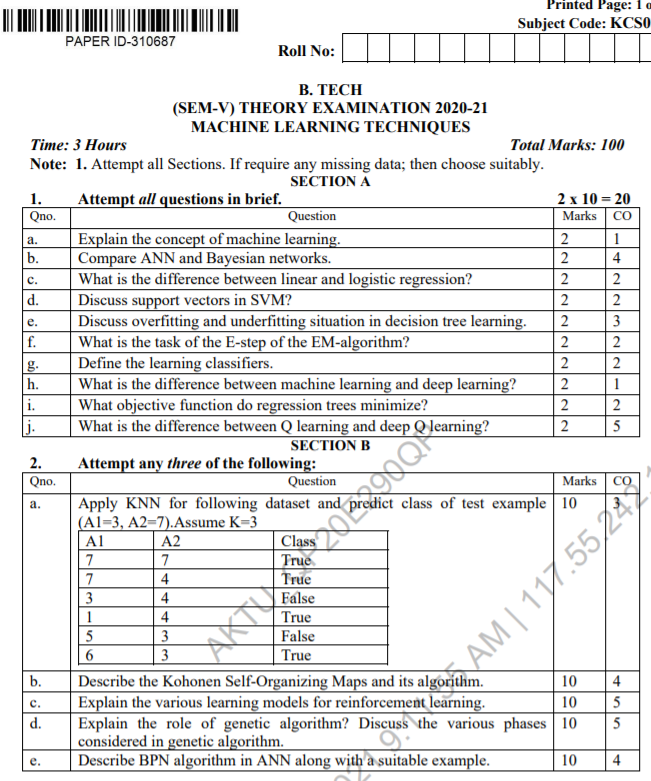 Printed Page: 1 o
Subject Code: KCS0
PAPER ID-310687
Roll No:
B. TECH
(SEM-V) THEORY EXAMINATION 2020-21
MACHINE LEARNING TECHNIQUES
Time: 3 Hours Total Marks: 100
Note: 1. Attempt all Sections. If require any missing data; then choose suitably.
SECTION A
1. Attempt all questions in brief. 2 x 10 = 20
Qno. Question Marks CO
a. Explain the concept of machine learning. 2 1
b. Compare ANN and Bayesian networks. 2 4
c. What is the difference between linear and logistic regression? 2 2
d. Discuss support vectors in SVM? 2 2
e. Discuss overfitting and underfitting situation in decision tree learning. 2 3
f. What is the task of the E-step of the EM-algorithm? 2 2
g. Define the learning classifiers. 2 2
h. What is the difference between machine learning and deep learning? 2 1
i. What objective function do regression trees minimize? 2 2
j. What is the difference between Q learning and deep Q learning? 2 5
SECTION B
2. Attempt any three of the following:
Qno. Question Marks CO
a. Apply KNN for following dataset and predict class of test example 10 3
(A1=3, A2=7).Assume K=3
A1 A2 Class
7 7 True
7 4 True
3 4 False
1 4 True
5 3 False
6 3 True
b. Describe the Kohonen Self-Organizing Maps and its algorithm. 10 4
c. Explain the various learning models for reinforcement learning. 10 5
d. Explain the role of genetic algorithm? Discuss the various phases 10 5
considered in genetic algorithm.
e. Describe BPN algorithm in ANN along with a suitable example. 10 4
AKTU_QP20E290QP
AM | 117.55.242.